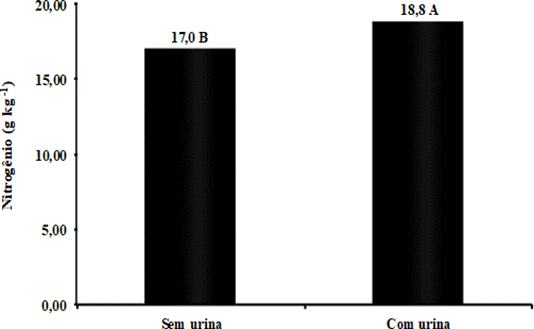 20,00
15,00
10,00
5,00
0,00
Nitrogênio (g kg-1)
17,0 B
18,8 A
Sem urina
Com urina